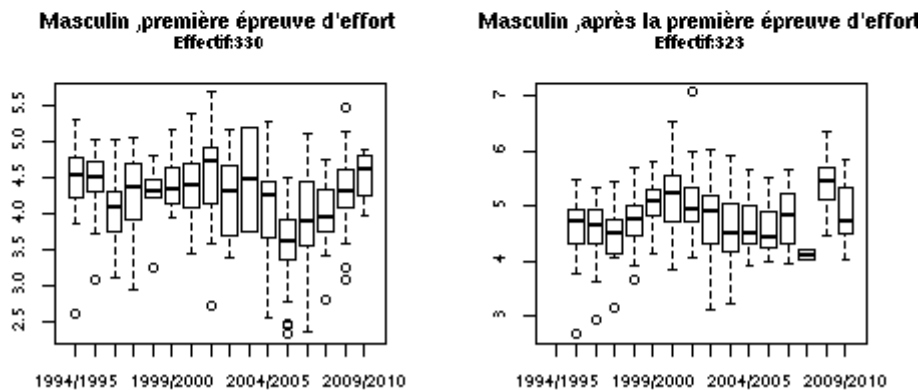 Masculin ,première épreuve d'effort
Effectif:330
5.5
5.0
4.5
4.0
3.5
3.0
2.5
1994/1995 1999/2000 2004/2005 2009/2010
Masculin ,après la première épreuve d'effort
Effectif:323
7
6
5
4
3
1994/1995 1999/2000 2004/2005 2009/2010